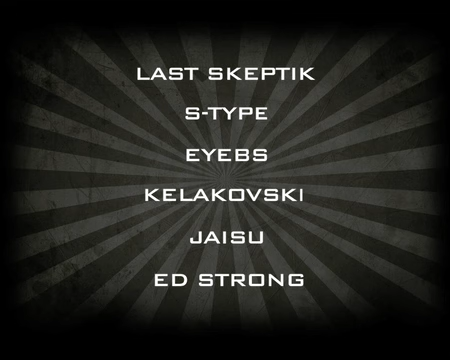 LAST SKEPTIK
S-TYPE
EYEBS
KELAKOVSKI
JAISU
ED STRONG